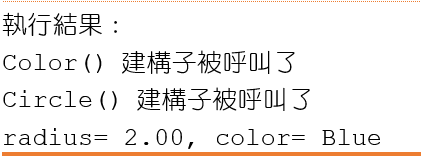 執行結果：
Color() 建構子被呼叫了
Circle() 建構子被呼叫了
radius= 2.00, color= Blue